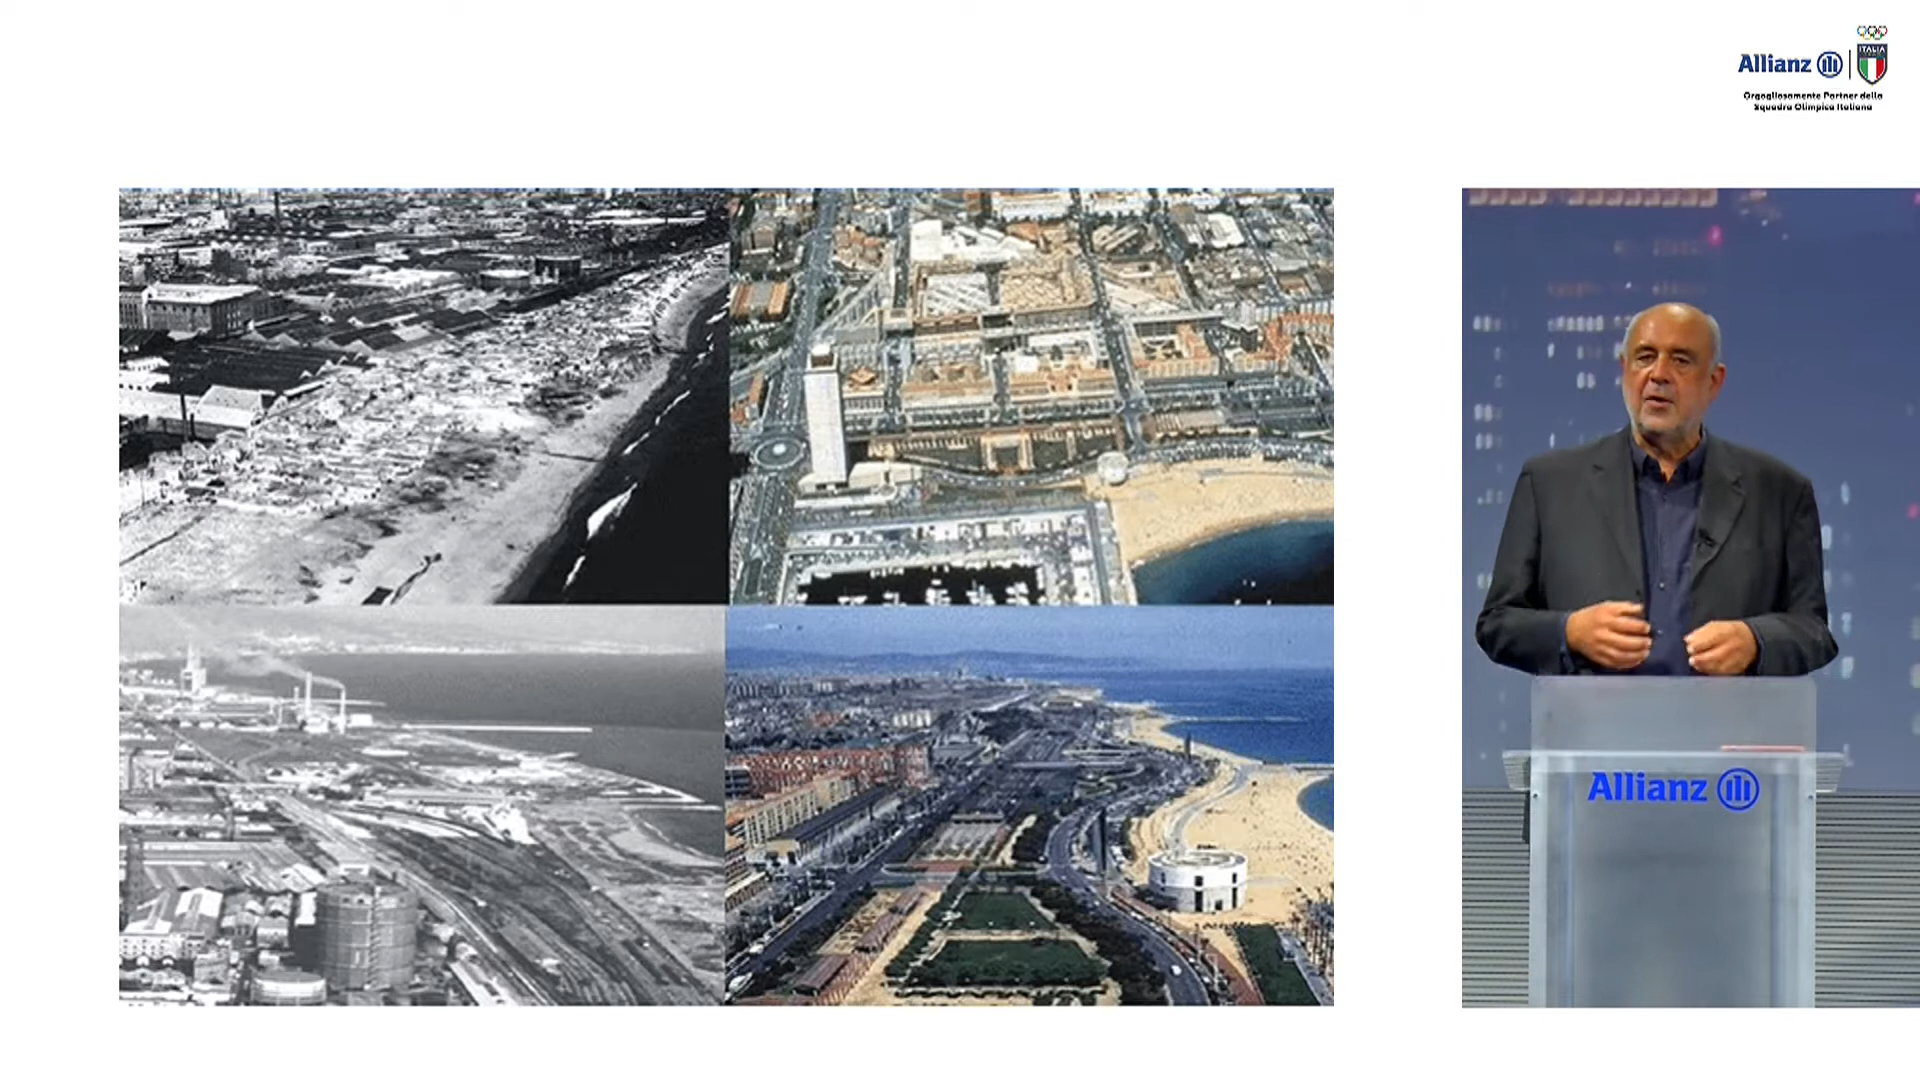 Allianz
ITALIA
Orgogliosamente Partner della
Squadra Olimpica Italiana
Allianz